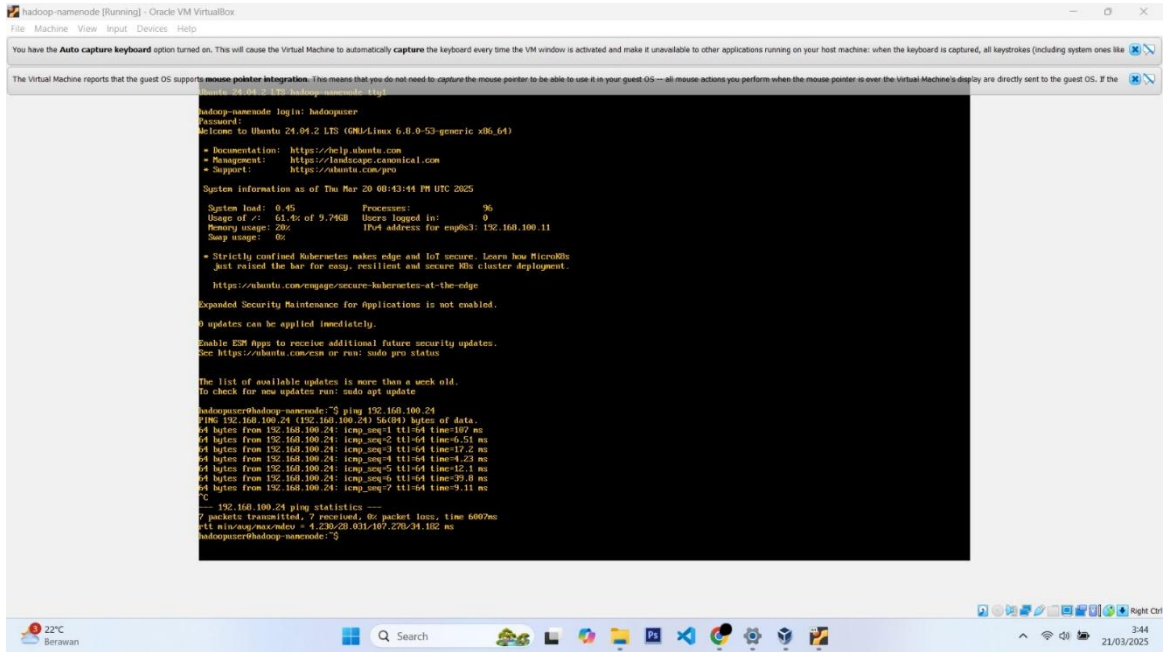 hadoop-namenode [Running] - Oracle VM VirtualBox
File Machine View Input Devices Help
You have the Auto capture keyboard option turned on. This will cause the Virtual Machine to automatically capture the keyboard every time the VM window is activated and make it unavailable to other applications running on your host machine: when the keyboard is captured, all keystrokes (including system ones like
The Virtual Machine reports that the guest OS supports mouse pointer integration. This means that you do not need to capture the mouse pointer to be able to use it in your guest OS — all mouse actions you perform when the mouse pointer is over the Virtual Machine's display are directly sent to the guest OS. If the
Ubuntu 24.04.2 LTS hadoop-namenode tty1
hadoop-namenode login: hadoopuser
Password:
Welcome to Ubuntu 24.04.2 LTS (GNU/Linux 6.8.0-53-generic x86_64)
* Documentation: https://help.ubuntu.com
* Management: https://landscape.canonical.com
* Support: https://ubuntu.com/pro
System information as of Thu Mar 20 08:43:44 PM UTC 2025
System load: 0.45 Processes: 96
Usage of /: 61.4% of 9.74GB Users logged in: 0
Memory usage: 20% IPv4 address for enp0s3: 192.168.100.11
Swap usage: 0%
* Strictly confined Kubernetes makes edge and IoT secure. Learn how MicroK8s
just raised the bar for easy, resilient and secure K8s cluster deployment.
https://ubuntu.com/engage/secure-kubernetes-at-the-edge
Expanded Security Maintenance for Applications is not enabled.
0 updates can be applied immediately.
Enable ESM Apps to receive additional future security updates.
See https://ubuntu.com/esm or run: sudo pro status
The list of available updates is more than a week old.
To check for new updates run: sudo apt update
hadoopuser@hadoop-namenode:~$ ping 192.168.100.24
PING 192.168.100.24 (192.168.100.24) 56(84) bytes of data.
64 bytes from 192.168.100.24: icmp_seq=1 ttl=64 time=107 ms
64 bytes from 192.168.100.24: icmp_seq=2 ttl=64 time=6.51 ms
64 bytes from 192.168.100.24: icmp_seq=3 ttl=64 time=17.2 ms
64 bytes from 192.168.100.24: icmp_seq=4 ttl=64 time=4.23 ms
64 bytes from 192.168.100.24: icmp_seq=5 ttl=64 time=12.1 ms
64 bytes from 192.168.100.24: icmp_seq=6 ttl=64 time=39.8 ms
64 bytes from 192.168.100.24: icmp_seq=7 ttl=64 time=9.11 ms
^C
--- 192.168.100.24 ping statistics ---
7 packets transmitted, 7 received, 0% packet loss, time 6007ms
rtt min/avg/max/mdev = 4.230/28.031/107.278/34.182 ms
hadoopuser@hadoop-namenode:~$
Right Ctrl
22°C
Berawan
Search
Ps
3:44
21/03/2025